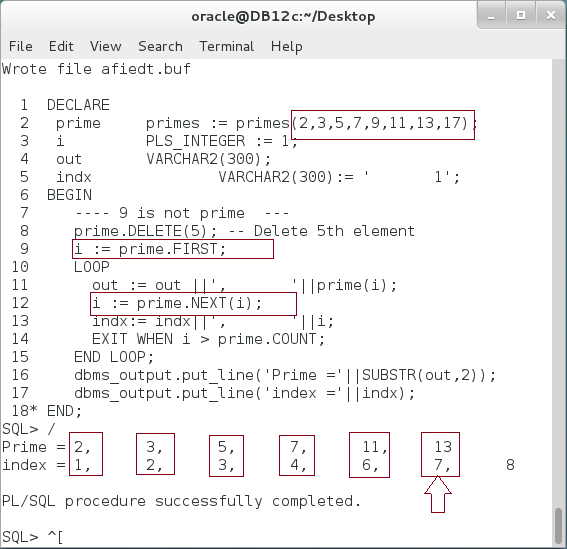 oracle@DB12c:~/Desktop
File Edit View Search Terminal Help
Wrote file afiedt.buf
1 DECLARE
2 prime primes := primes(2,3,5,7,9,11,13,17);
3 i PLS_INTEGER := 1;
4 out VARCHAR2(300);
5 indx VARCHAR2(300):= ' 1';
6 BEGIN
7 ---- 9 is not prime ---
8 prime.DELETE(5); -- Delete 5th element
9 i := prime.FIRST;
10 LOOP
11 out := out ||', '||prime(i);
12 i := prime.NEXT(i);
13 indx:= indx||', '||i;
14 EXIT WHEN i > prime.COUNT;
15 END LOOP;
16 dbms_output.put_line('Prime ='||SUBSTR(out,2));
17 dbms_output.put_line('index ='||indx);
18* END;
SQL> /
Prime = 2, 3, 5, 7, 11, 13
index = 1, 2, 3, 4, 6, 7, 8
PL/SQL procedure successfully completed.
SQL> ^[